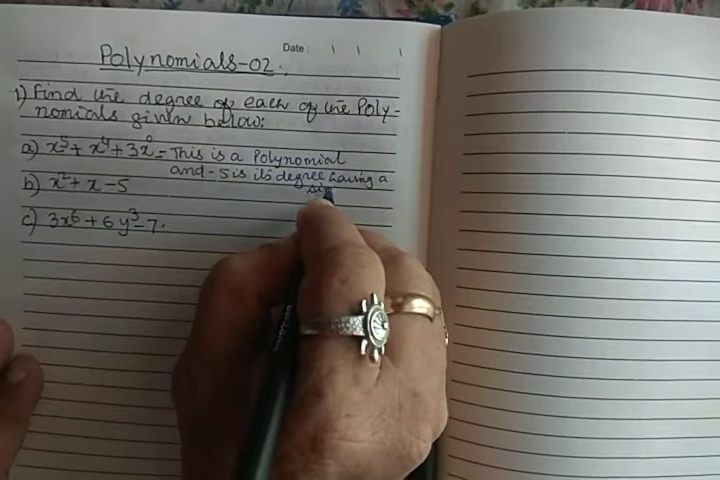 Date :
Polynomials-02.
1) Find the degree of each of the Poly-
nomials given below:
a) x⁵ + x⁴ + 3x⁰ - This is a Polynomial
and - 5 is its degree having a
b) x² + x - 5
c) 3x⁶ + 6y³ - 7.